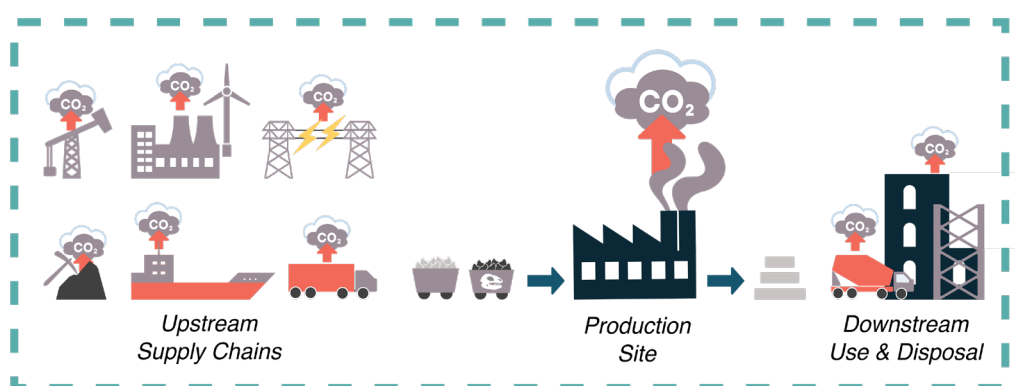 CO₂
CO₂
CO₂
CO₂
CO₂
CO₂
CO₂
CO₂
CO₂
Upstream
Supply Chains
Production
Site
Downstream
Use & Disposal